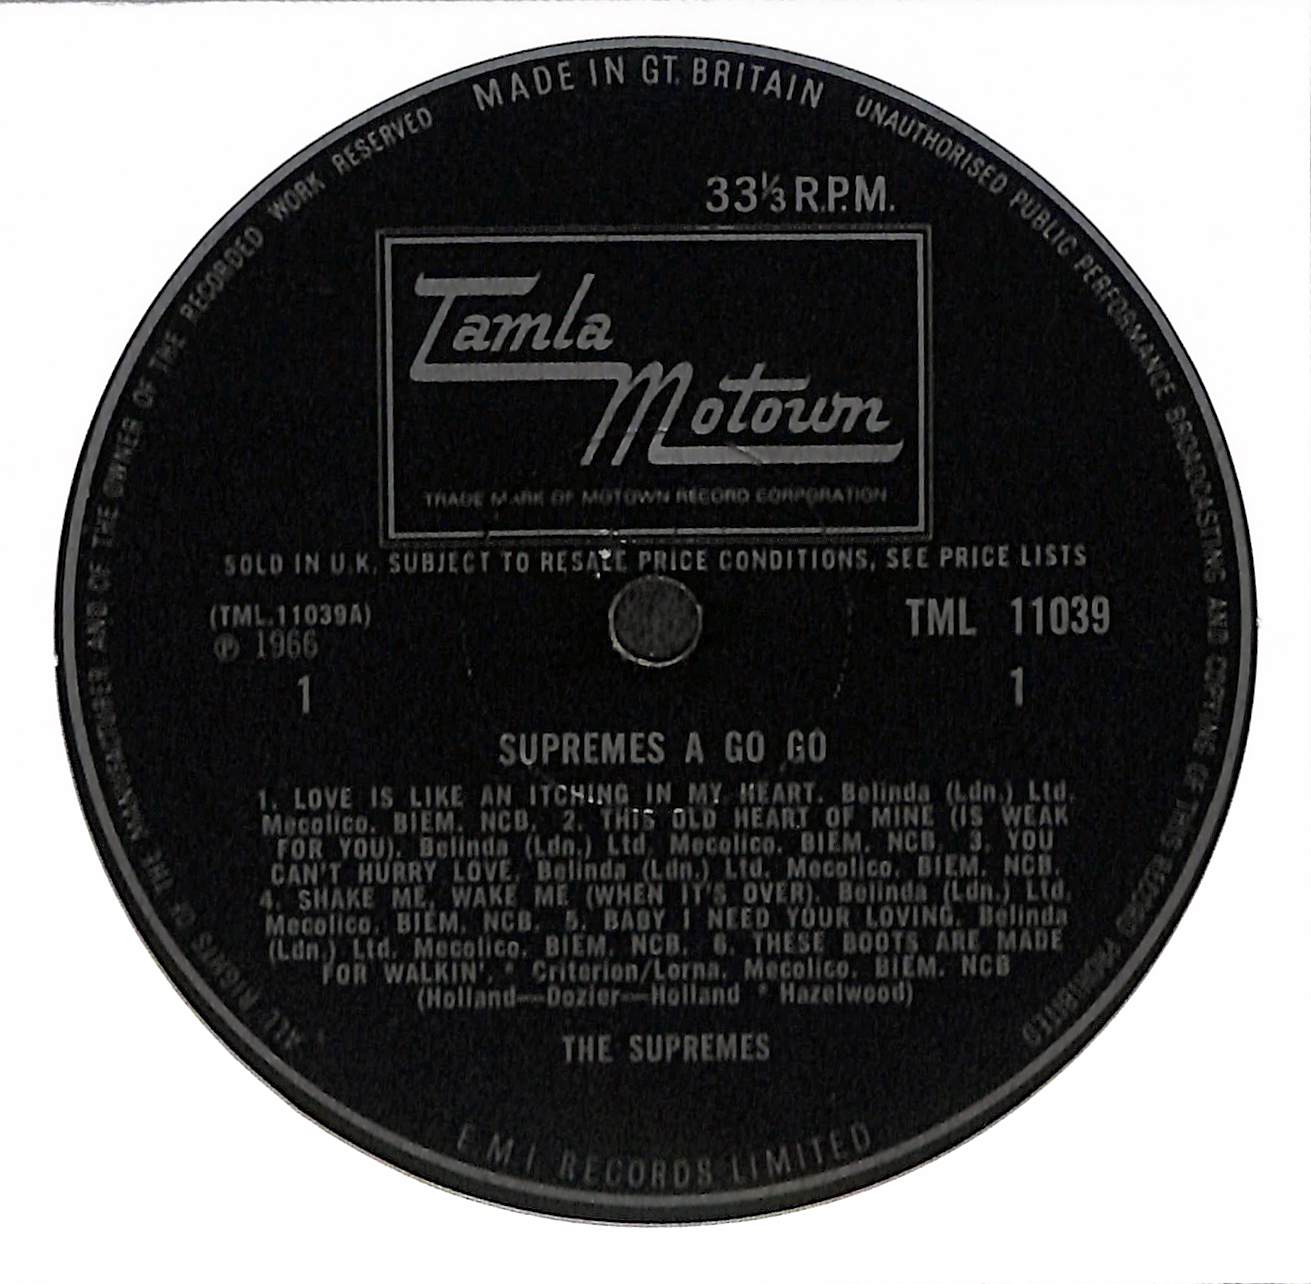 MADE IN GT. BRITAIN
UNAUTHORISED PUBLIC PERFORMANCE BROADCASTING AND COPYING OF THIS RECORD PROHIBITED
ALL RIGHTS OF THE MANUFACTURER AND OF THE OWNER OF THE RECORDED WORK RESERVED
33⅓ R.P.M.
Tamla
Motown
TRADE MARK OF MOTOWN RECORD CORPORATION
SOLD IN U.K. SUBJECT TO RESALE PRICE CONDITIONS, SEE PRICE LISTS
(TML.11039A)
TML 11039
℗ 1966
1
1
SUPREMES A GO GO
1. LOVE IS LIKE AN ITCHING IN MY HEART. Belinda (Ldn.) Ltd.
Mecolico. BIEM. NCB. 2. THIS OLD HEART OF MINE (IS WEAK
FOR YOU). Belinda (Ldn.) Ltd. Mecolico. BIEM. NCB. 3. YOU
CAN'T HURRY LOVE. Belinda (Ldn.) Ltd. Mecolico. BIEM. NCB.
4. SHAKE ME, WAKE ME (WHEN IT'S OVER). Belinda (Ldn.) Ltd.
Mecolico. BIEM. NCB. 5. BABY I NEED YOUR LOVING. Belinda
(Ldn.) Ltd. Mecolico. BIEM. NCB. 6. THESE BOOTS ARE MADE
FOR WALKIN'. * Criterion/Lorna. Mecolico. BIEM. NCB
(Holland—Dozier—Holland * Hazelwood)
THE SUPREMES
E.M.I. RECORDS LIMITED